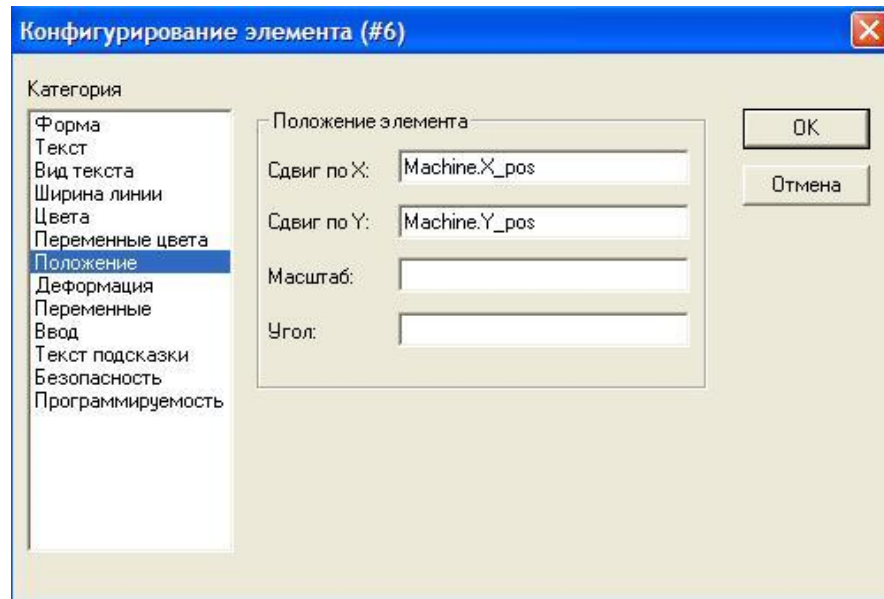 Конфигурирование элемента (#6)
Категория
Форма
Текст
Вид текста
Ширина линии
Цвета
Переменные цвета
Положение
Деформация
Переменные
Ввод
Текст подсказки
Безопасность
Программируемость
Положение элемента
Сдвиг по X: Machine.X_pos
Сдвиг по Y: Machine.Y_pos
Масштаб:
Угол:
OK
Отмена